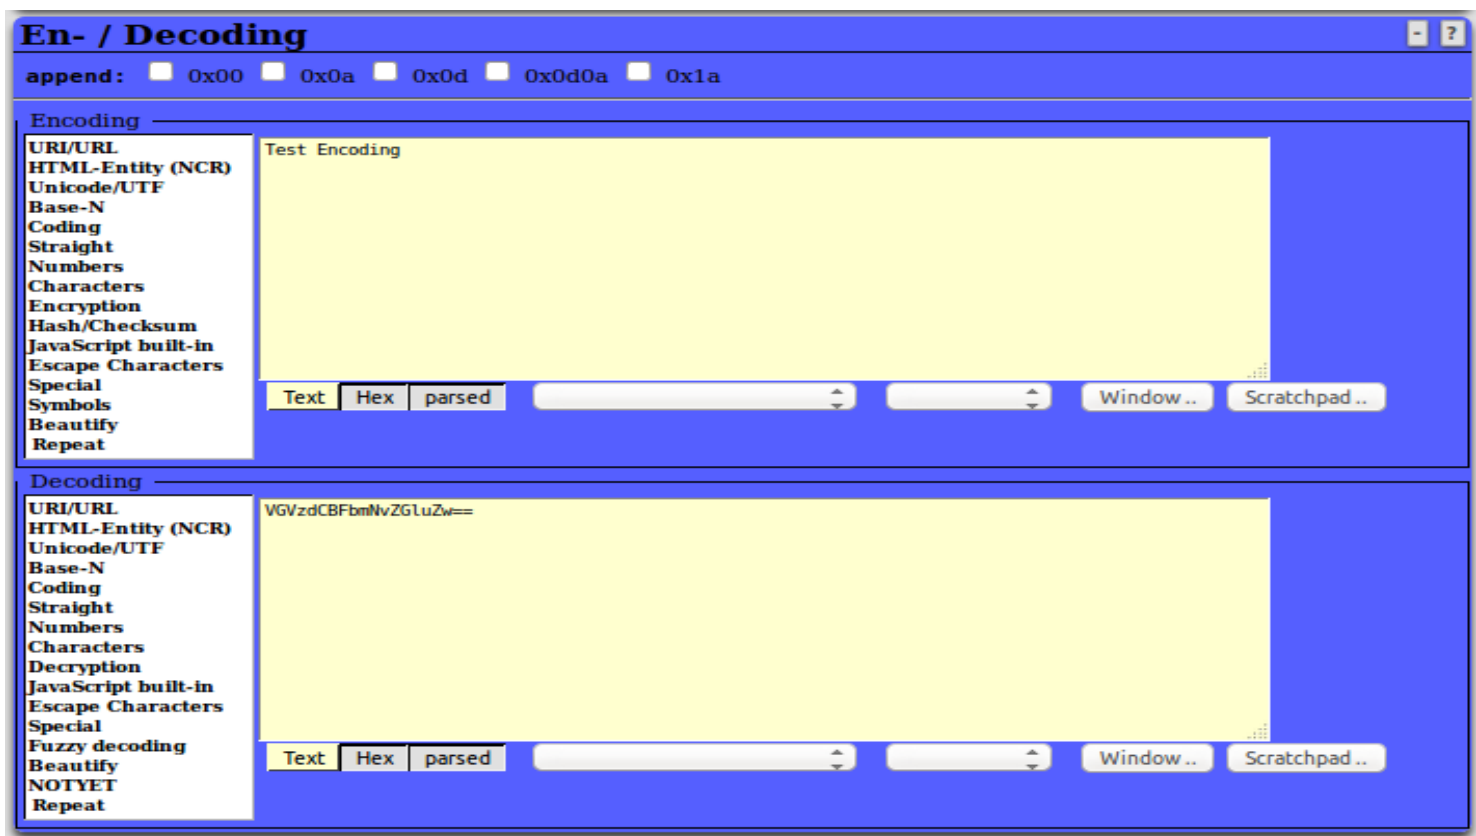 En- / Decoding - ?
append: 0x00 0x0a 0x0d 0x0d0a 0x1a
Encoding
URI/URL
HTML-Entity (NCR)
Unicode/UTF
Base-N
Coding
Straight
Numbers
Characters
Encryption
Hash/Checksum
JavaScript built-in
Escape Characters
Special
Symbols
Beautify
Repeat
Test Encoding
Text Hex parsed Window .. Scratchpad ..
Decoding
URI/URL
HTML-Entity (NCR)
Unicode/UTF
Base-N
Coding
Straight
Numbers
Characters
Decryption
JavaScript built-in
Escape Characters
Special
Fuzzy decoding
Beautify
NOTYET
Repeat
VGVzdCBFbmNvZGluZw==
Text Hex parsed Window .. Scratchpad ..